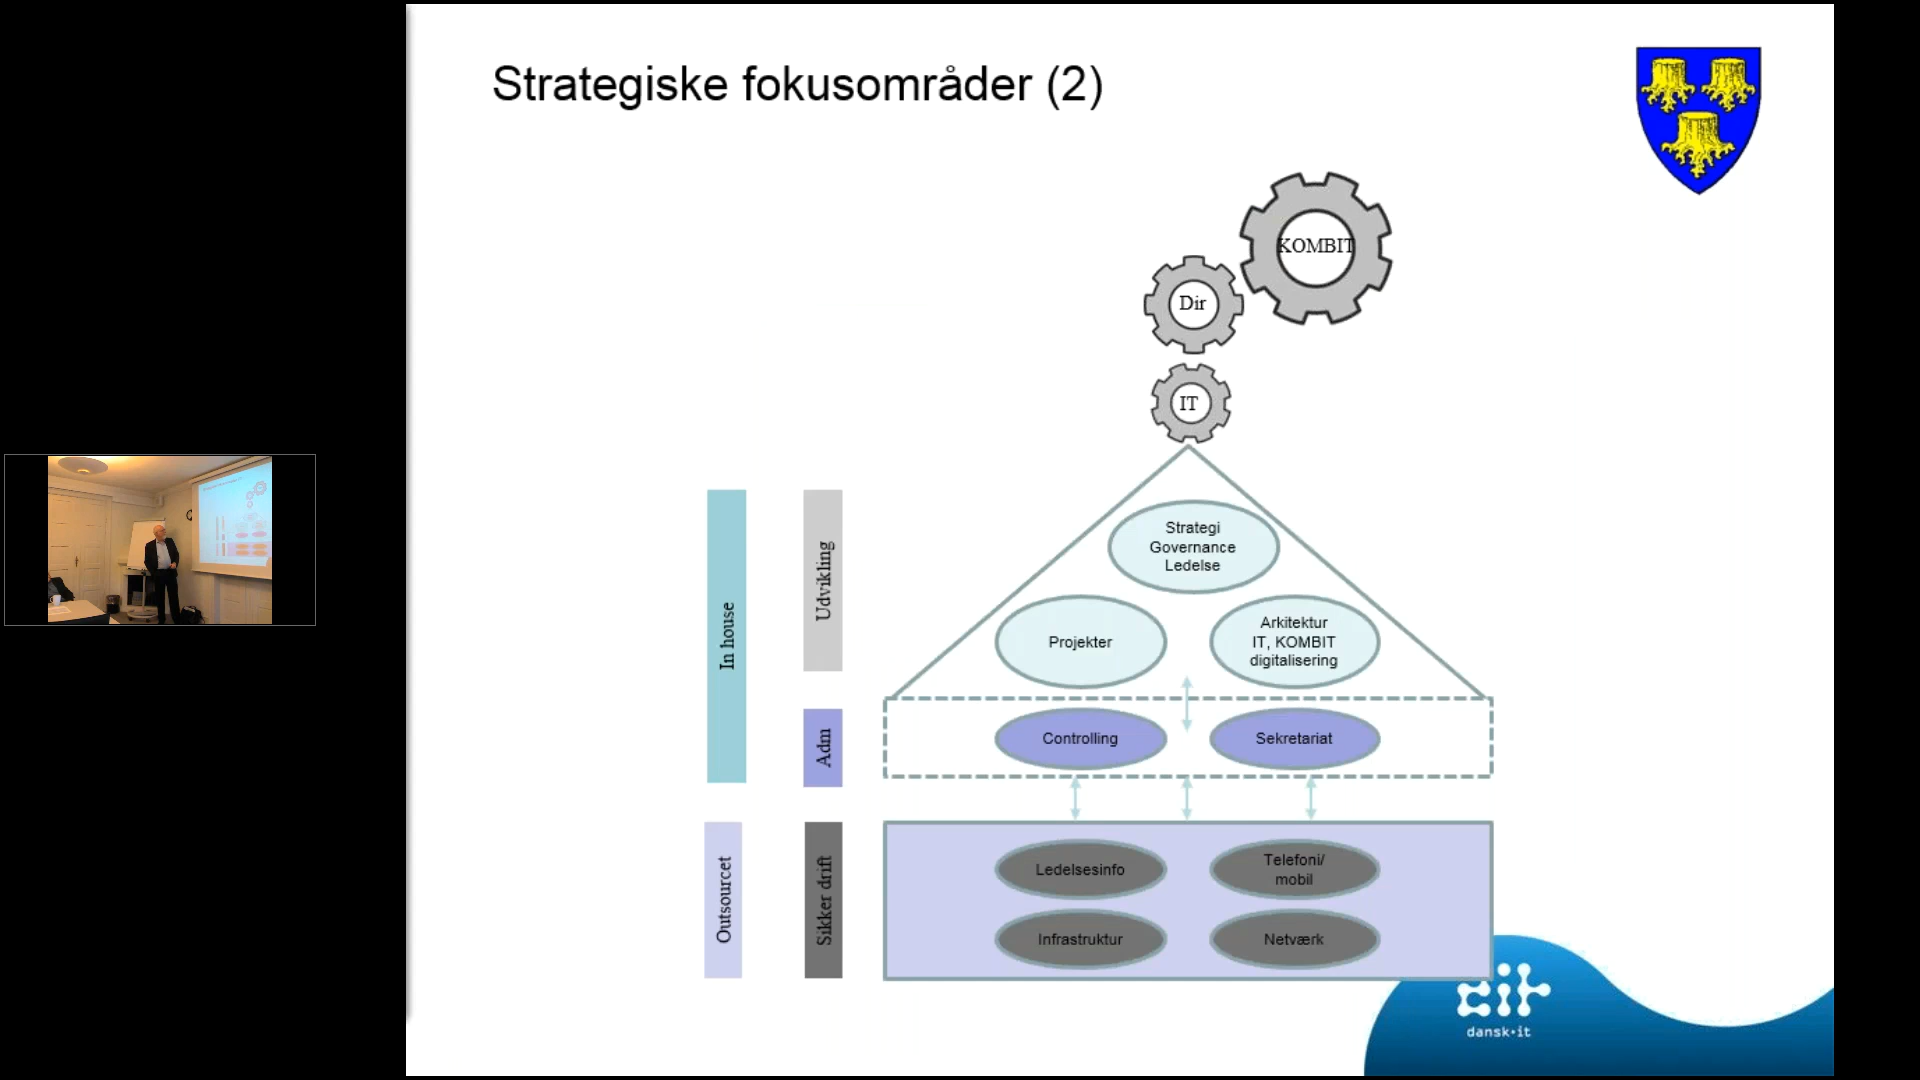 Strategiske fokusområder (2)
KOMBIT
Dir
IT
In house
Udvikling
Strategi
Governance
Ledelse
Projekter
Arkitektur
IT, KOMBIT
digitalisering
Adm
Controlling
Sekretariat
Outsourcet
Sikker drift
Ledelsesinfo
Telefoni/
mobil
Infrastruktur
Netværk
dit
dansk·it